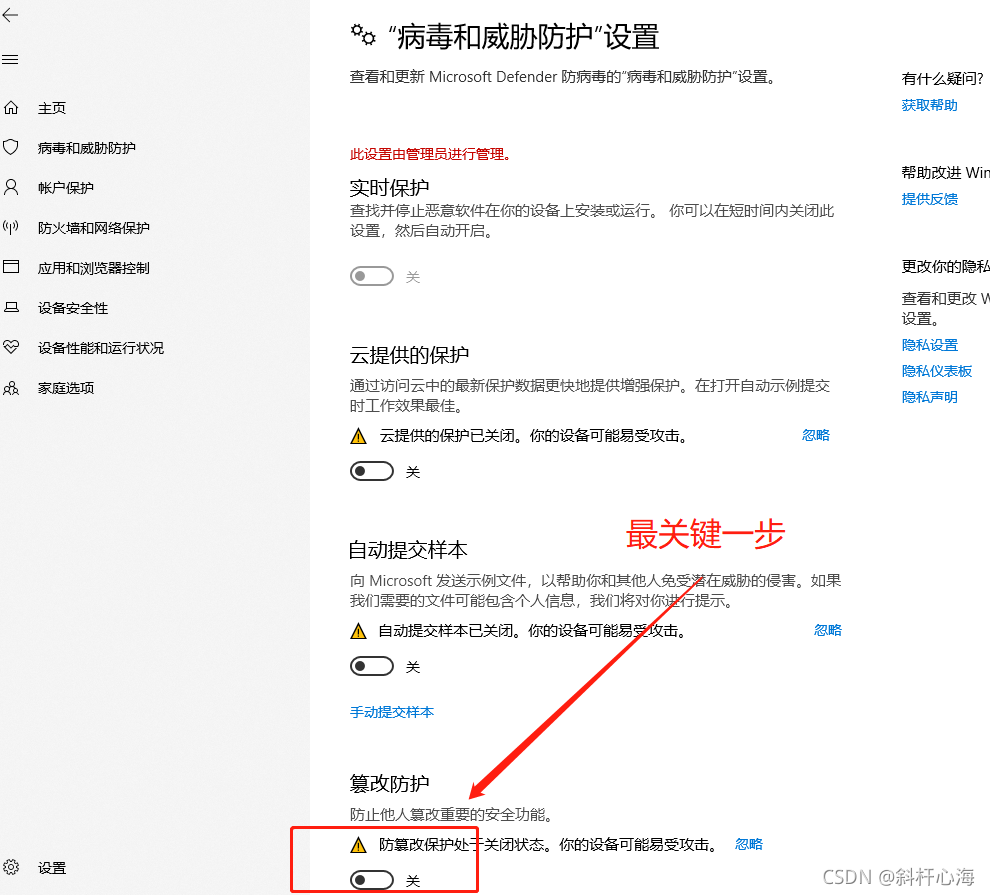 “病毒和威胁防护”设置
查看和更新 Microsoft Defender 防病毒的“病毒和威胁防护”设置。
主页
病毒和威胁防护
帐户保护
防火墙和网络保护
应用和浏览器控制
设备安全性
设备性能和运行状况
家庭选项
设置
此设置由管理员进行管理。
实时保护
查找并停止恶意软件在你的设备上安装或运行。 你可以在短时间内关闭此
设置，然后自动开启。
关
云提供的保护
通过访问云中的最新保护数据更快地提供增强保护。在打开自动示例提交
时工作效果最佳。
云提供的保护已关闭。你的设备可能易受攻击。
忽略
关
最关键一步
自动提交样本
向 Microsoft 发送示例文件，以帮助你和其他人免受潜在威胁的侵害。如果
我们需要的文件可能包含个人信息，我们将对你进行提示。
自动提交样本已关闭。你的设备可能易受攻击。
忽略
关
手动提交样本
篡改防护
防止他人篡改重要的安全功能。
防篡改保护处于关闭状态。你的设备可能易受攻击。
忽略
关
有什么疑问?
获取帮助
帮助改进 Win
提供反馈
更改你的隐私
查看和更改 W
设置。
隐私设置
隐私仪表板
隐私声明
CSDN @斜杆心海